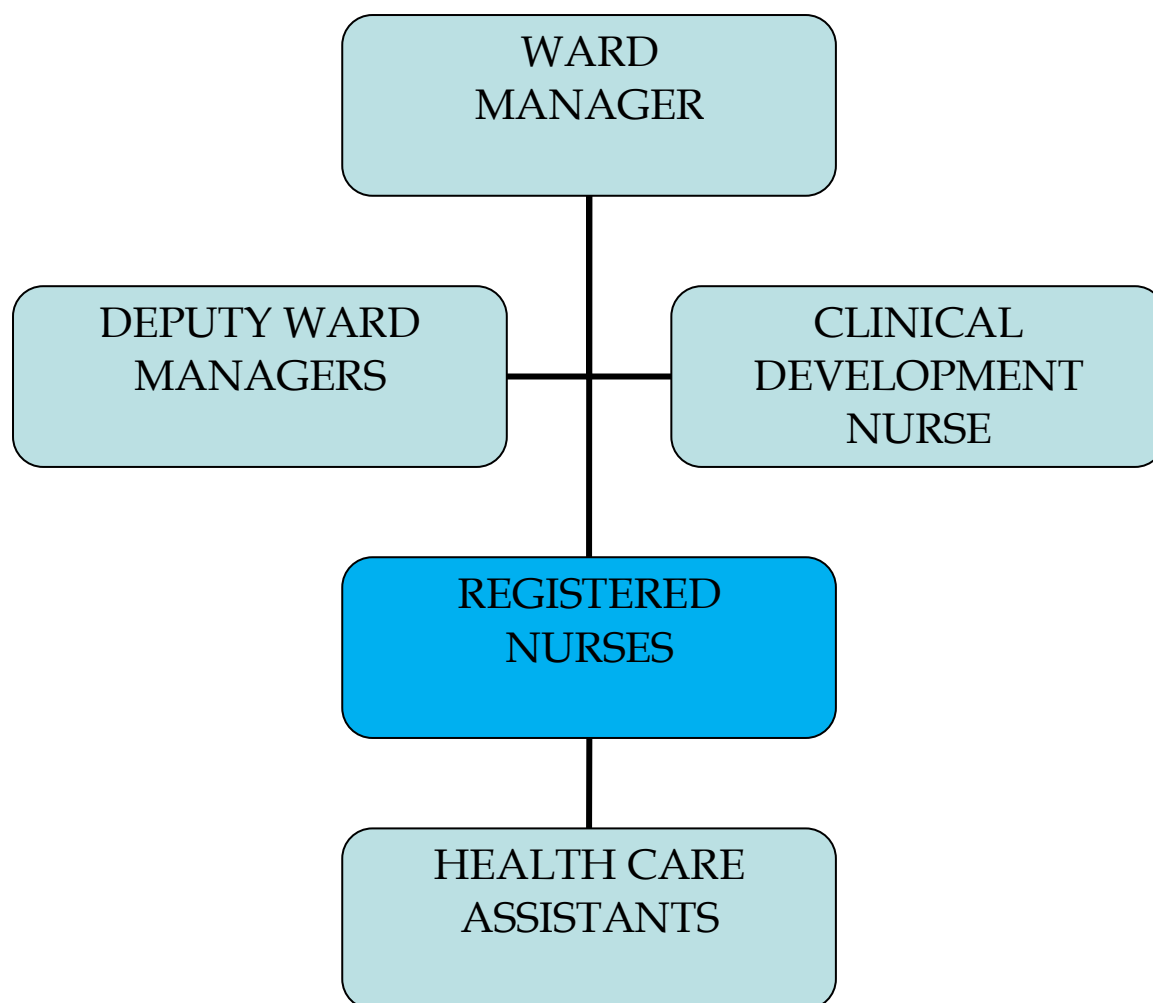 WARD
MANAGER
DEPUTY WARD
MANAGERS
CLINICAL
DEVELOPMENT
NURSE
REGISTERED
NURSES
HEALTH CARE
ASSISTANTS